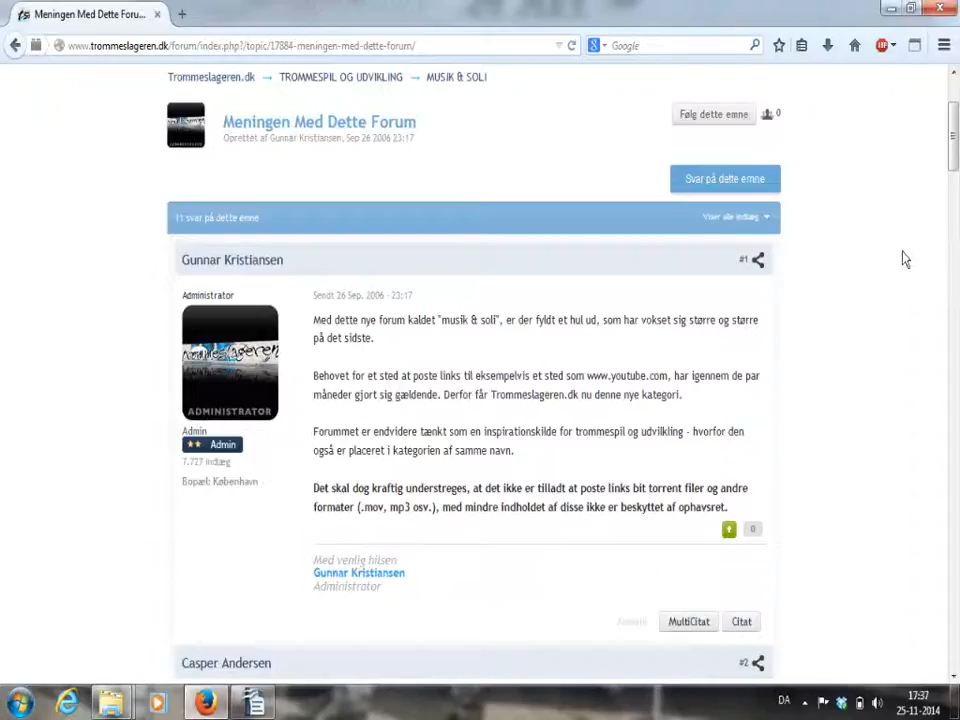 Meningen Med Dette Foru...
www.trommeslageren.dk/forum/index.php?/topic/17884-meningen-med-dette-forum/
Google
Trommeslageren.dk → TROMMESPIL OG UDVIKLING → MUSIK & SOLI
Meningen Med Dette Forum
Oprettet af Gunnar Kristiansen, Sep 26 2006 23:17
Følg dette emne
0
Svar på dette emne
11 svar på dette emne
Viser alle indlæg
Gunnar Kristiansen
#1
Administrator
ADMINISTRATOR
Admin
Admin
7.727 indlæg
Bopæl: København
Sendt 26 Sep. 2006 - 23:17
Med dette nye forum kaldet "musik & soli", er der fyldt et hul ud, som har vokset sig større og større
på det sidste.
Behovet for et sted at poste links til eksempelvis et sted som www.youtube.com, har igennem de par
måneder gjort sig gældende. Derfor får Trommeslageren.dk nu denne nye kategori.
Forummet er endvidere tænkt som en inspirationskilde for trommespil og udvikling - hvorfor den
også er placeret i kategorien af samme navn.
Det skal dog kraftig understreges, at det ikke er tilladt at poste links bit torrent filer og andre
formater (.mov, mp3 osv.), med mindre indholdet af disse ikke er beskyttet af ophavsret.
0
Med venlig hilsen
Gunnar Kristiansen
Administrator
MultiCitat
Citat
Casper Andersen
#2
DA
17:37
25-11-2014